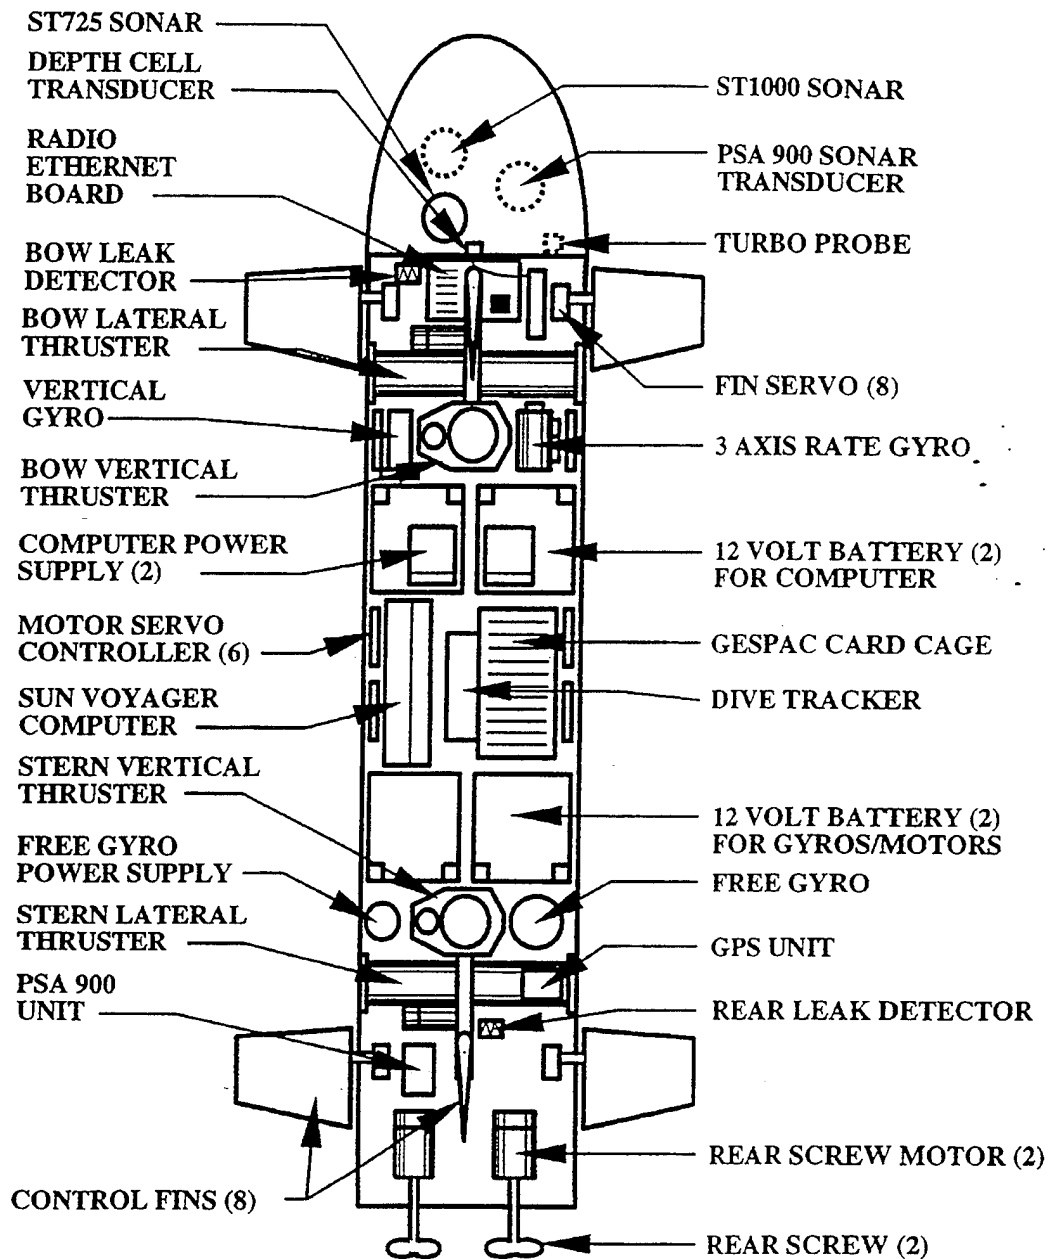 ST725 SONAR
DEPTH CELL
TRANSDUCER
RADIO
ETHERNET
BOARD
BOW LEAK
DETECTOR
BOW LATERAL
THRUSTER
VERTICAL
GYRO
BOW VERTICAL
THRUSTER
COMPUTER POWER
SUPPLY (2)
MOTOR SERVO
CONTROLLER (6)
SUN VOYAGER
COMPUTER
STERN VERTICAL
THRUSTER
FREE GYRO
POWER SUPPLY
STERN LATERAL
THRUSTER
PSA 900
UNIT
CONTROL FINS (8)
ST1000 SONAR
PSA 900 SONAR
TRANSDUCER
TURBO PROBE
FIN SERVO (8)
3 AXIS RATE GYRO
12 VOLT BATTERY (2)
FOR COMPUTER
GESPAC CARD CAGE
DIVE TRACKER
12 VOLT BATTERY (2)
FOR GYROS/MOTORS
FREE GYRO
GPS UNIT
REAR LEAK DETECTOR
REAR SCREW MOTOR (2)
REAR SCREW (2)